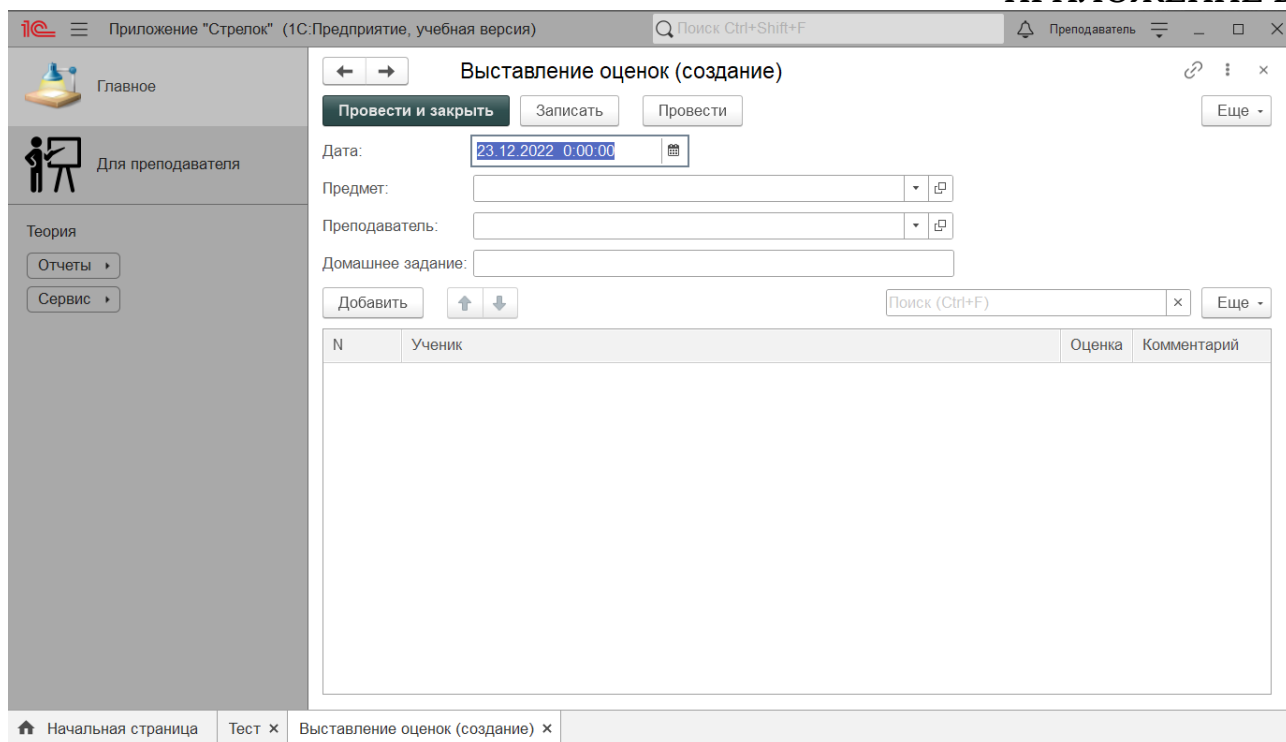 1С Приложение "Стрелок" (1С:Предприятие, учебная версия) Поиск Ctrl+Shift+F Преподаватель
Главное
Для преподавателя
Теория
Отчеты
Сервис
Выставление оценок (создание)
Провести и закрыть Записать Провести Еще
Дата: 23.12.2022 0:00:00
Предмет:
Преподаватель:
Домашнее задание:
Добавить Поиск (Ctrl+F) × Еще
N Ученик Оценка Комментарий
Начальная страница Тест × Выставление оценок (создание) ×